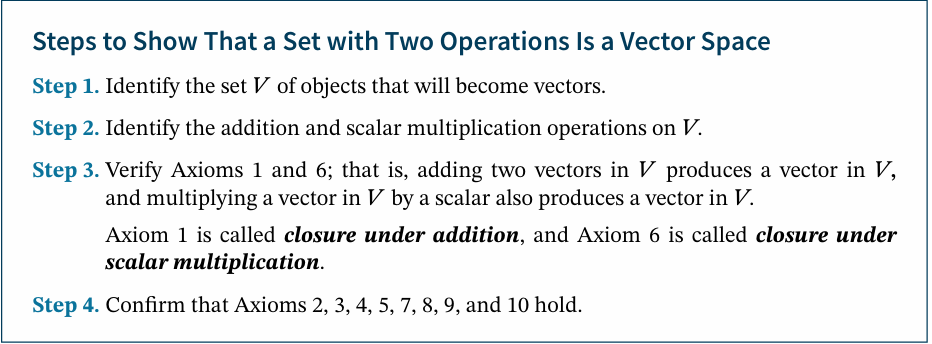 Steps to Show That a Set with Two Operations Is a Vector Space
Step 1. Identify the set V of objects that will become vectors.
Step 2. Identify the addition and scalar multiplication operations on V.
Step 3. Verify Axioms 1 and 6; that is, adding two vectors in V produces a vector in V,
and multiplying a vector in V by a scalar also produces a vector in V.
Axiom 1 is called closure under addition, and Axiom 6 is called closure under
scalar multiplication.
Step 4. Confirm that Axioms 2, 3, 4, 5, 7, 8, 9, and 10 hold.